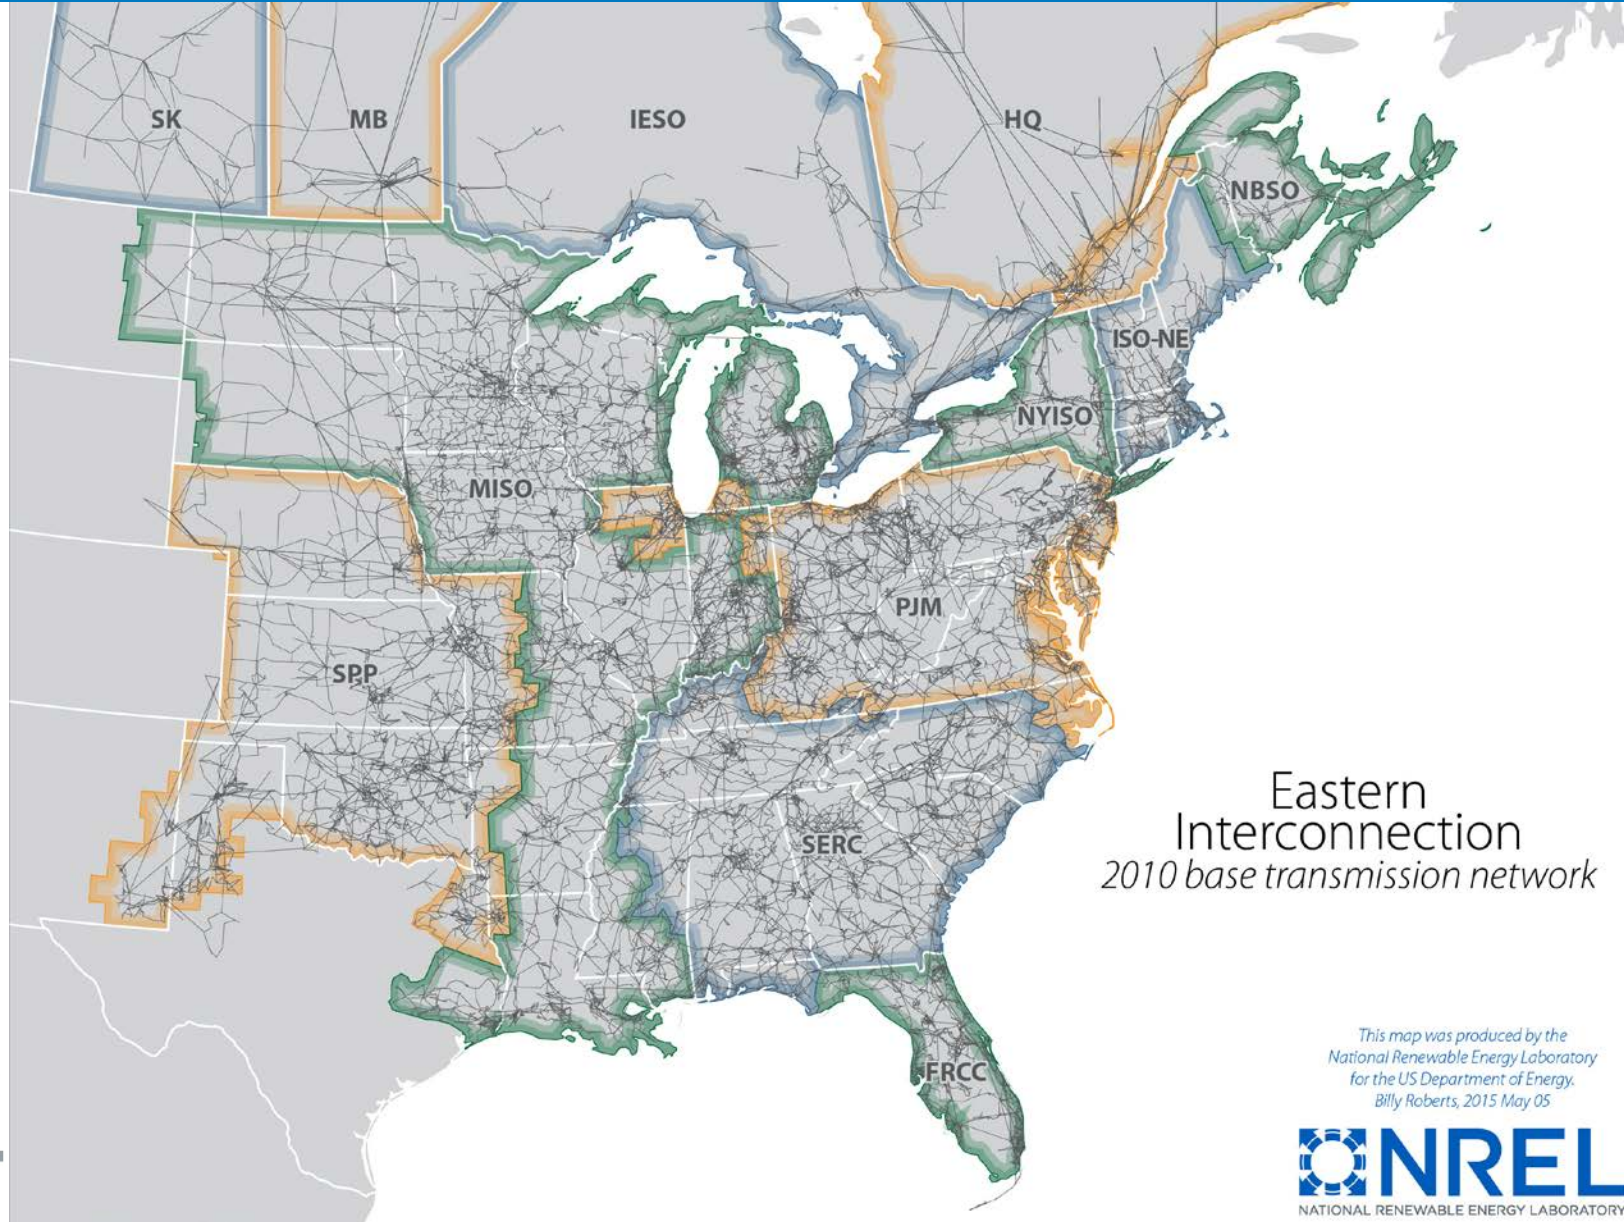 SK
MB
IESO
HQ
NBSO
ISO-NE
NYISO
MISO
PJM
SPP
SERC
FRCC
Eastern
Interconnection
2010 base transmission network
This map was produced by the
National Renewable Energy Laboratory
for the US Department of Energy.
Billy Roberts, 2015 May 05
NREL
NATIONAL RENEWABLE ENERGY LABORATORY